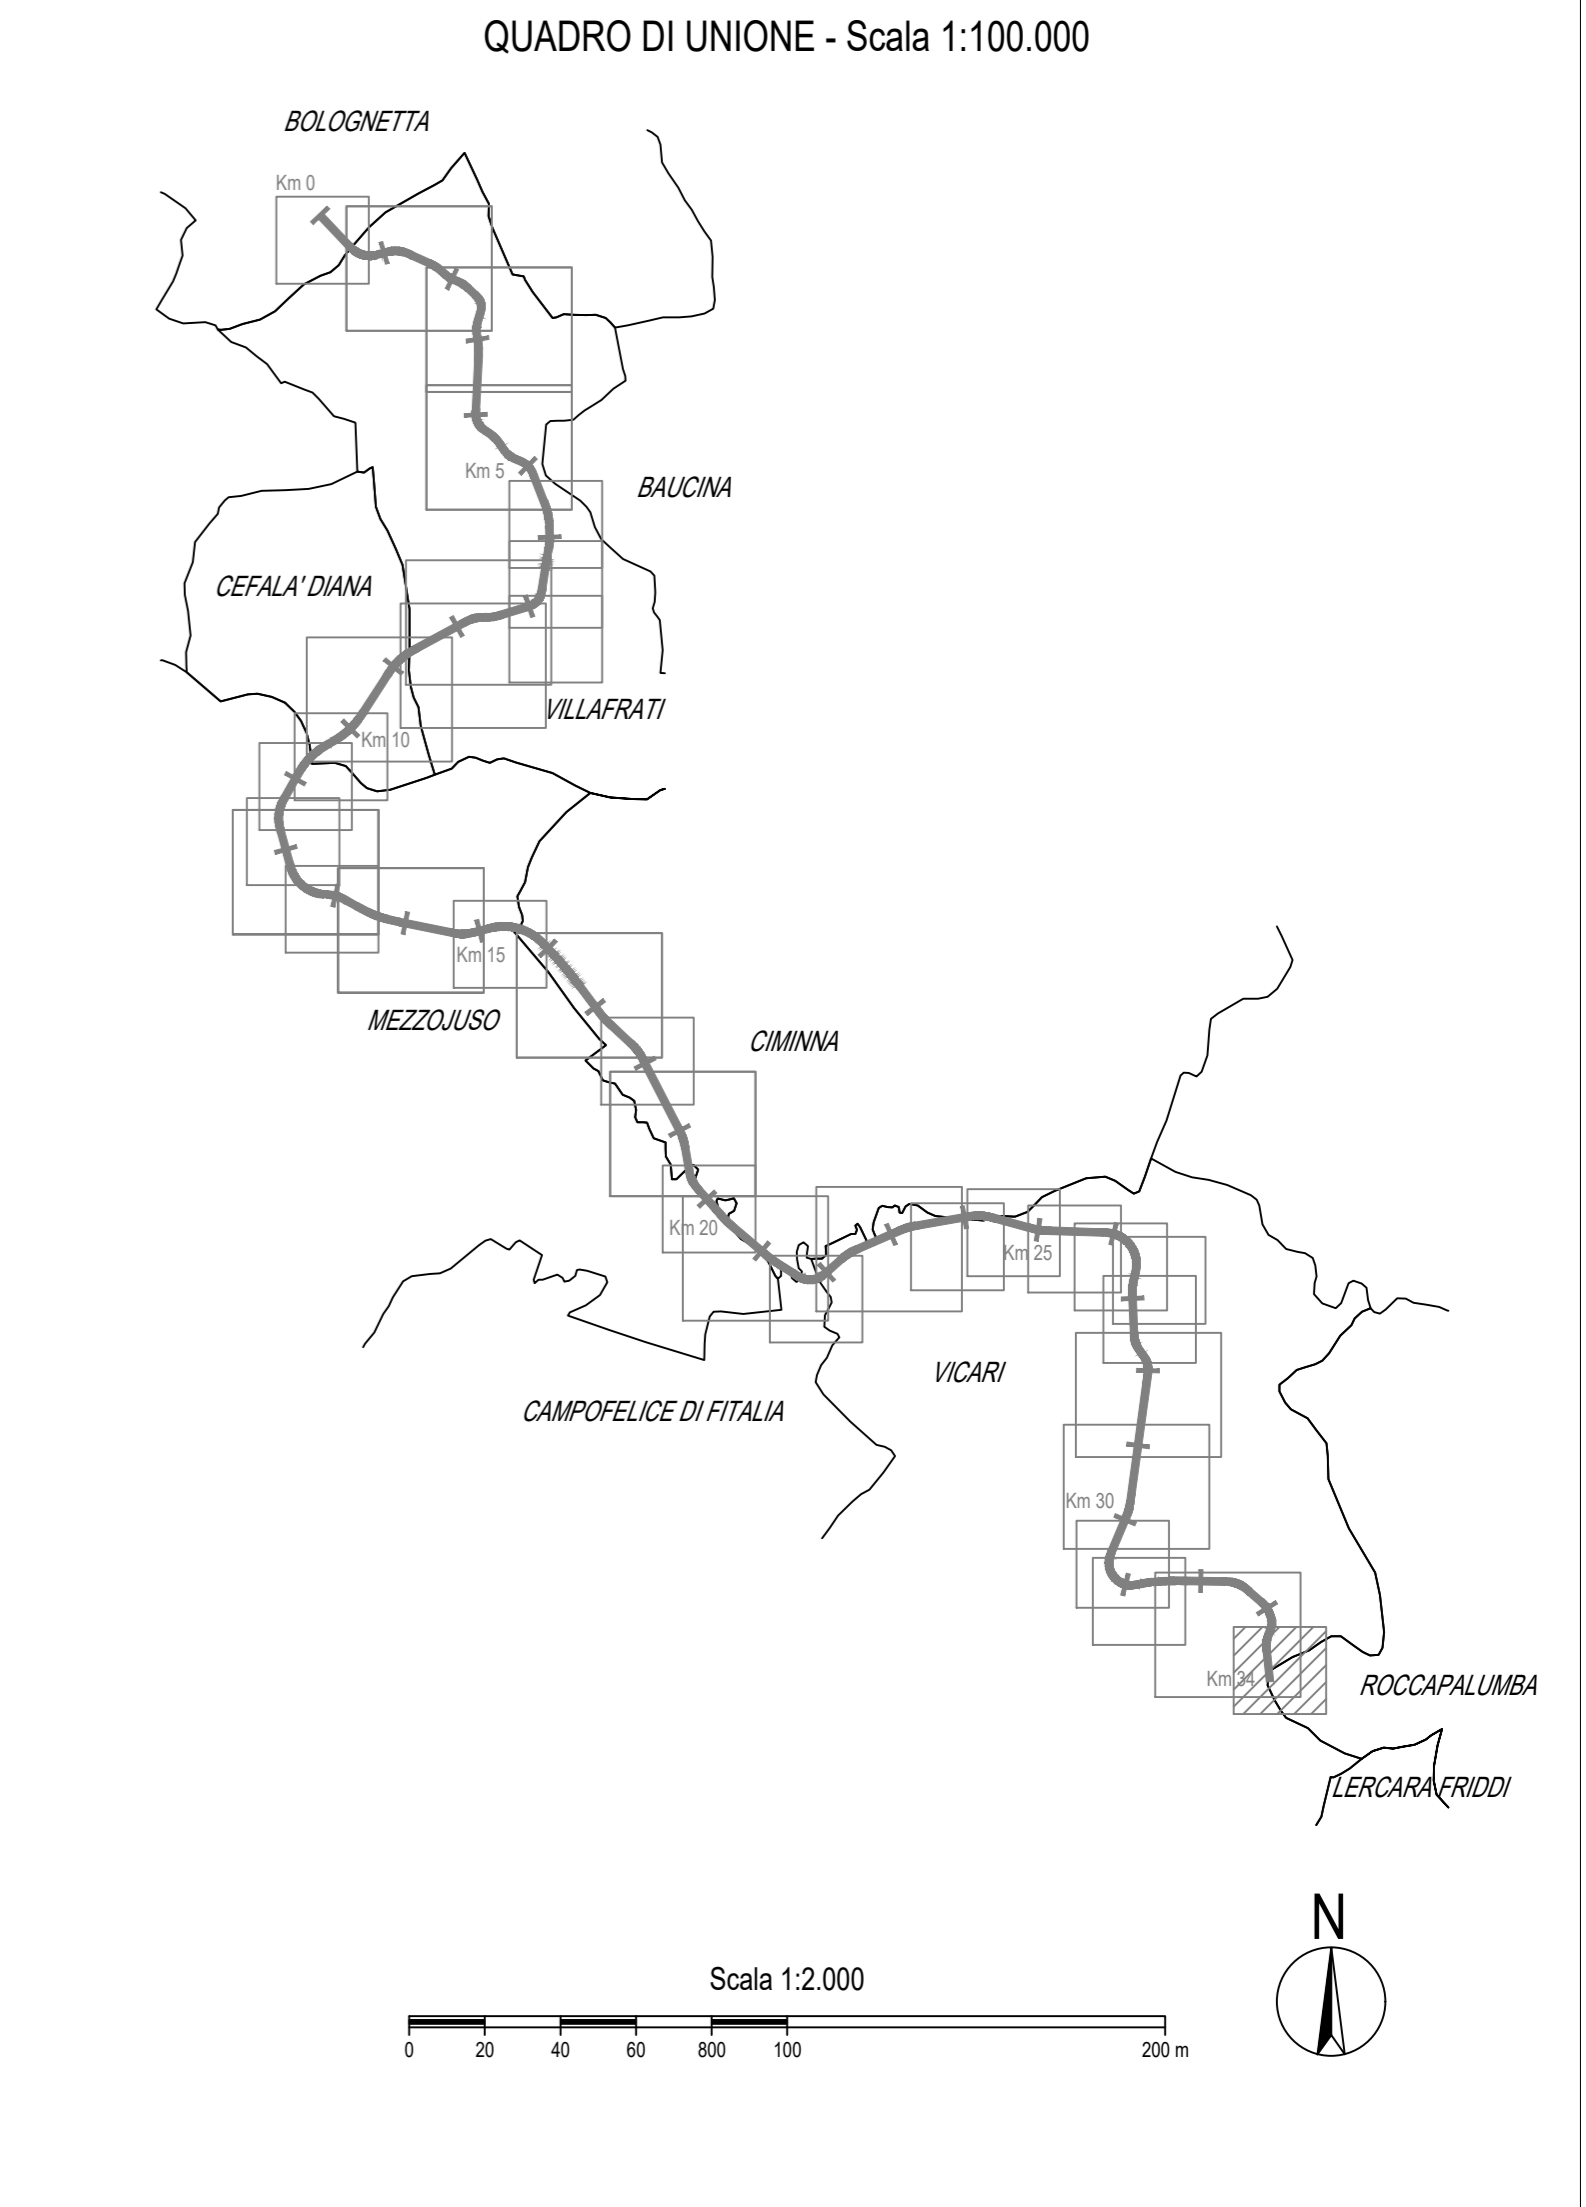 QUADRO DI UNIONE - Scala 1:100.000
BOLOGNETTA
Km 0
Km 5
BAUCINA
CEFALA' DIANA
VILLAFRATI
Km 10
Km 15
MEZZOJUSO
CIMINNA
Km 20
Km 25
VICARI
CAMPOFELICE DI FITALIA
Km 30
Km 34
ROCCAPALUMBA
LERCARA FRIDDI
N
Scala 1:2.000
0 20 40 60 800 100 200 m